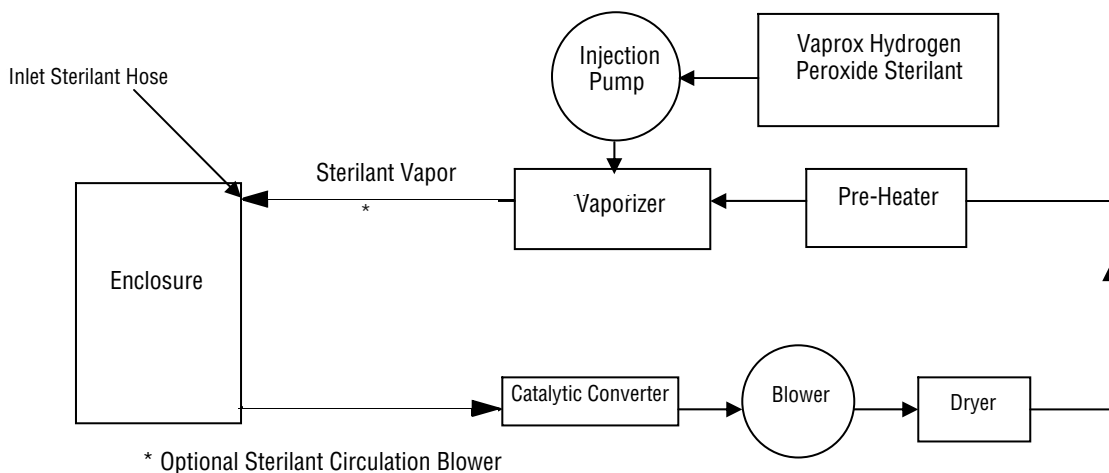 Inlet Sterilant Hose
Injection
Pump
Vaprox Hydrogen
Peroxide Sterilant
Sterilant Vapor
*
Vaporizer
Pre-Heater
Enclosure
Catalytic Converter
Blower
Dryer
* Optional Sterilant Circulation Blower